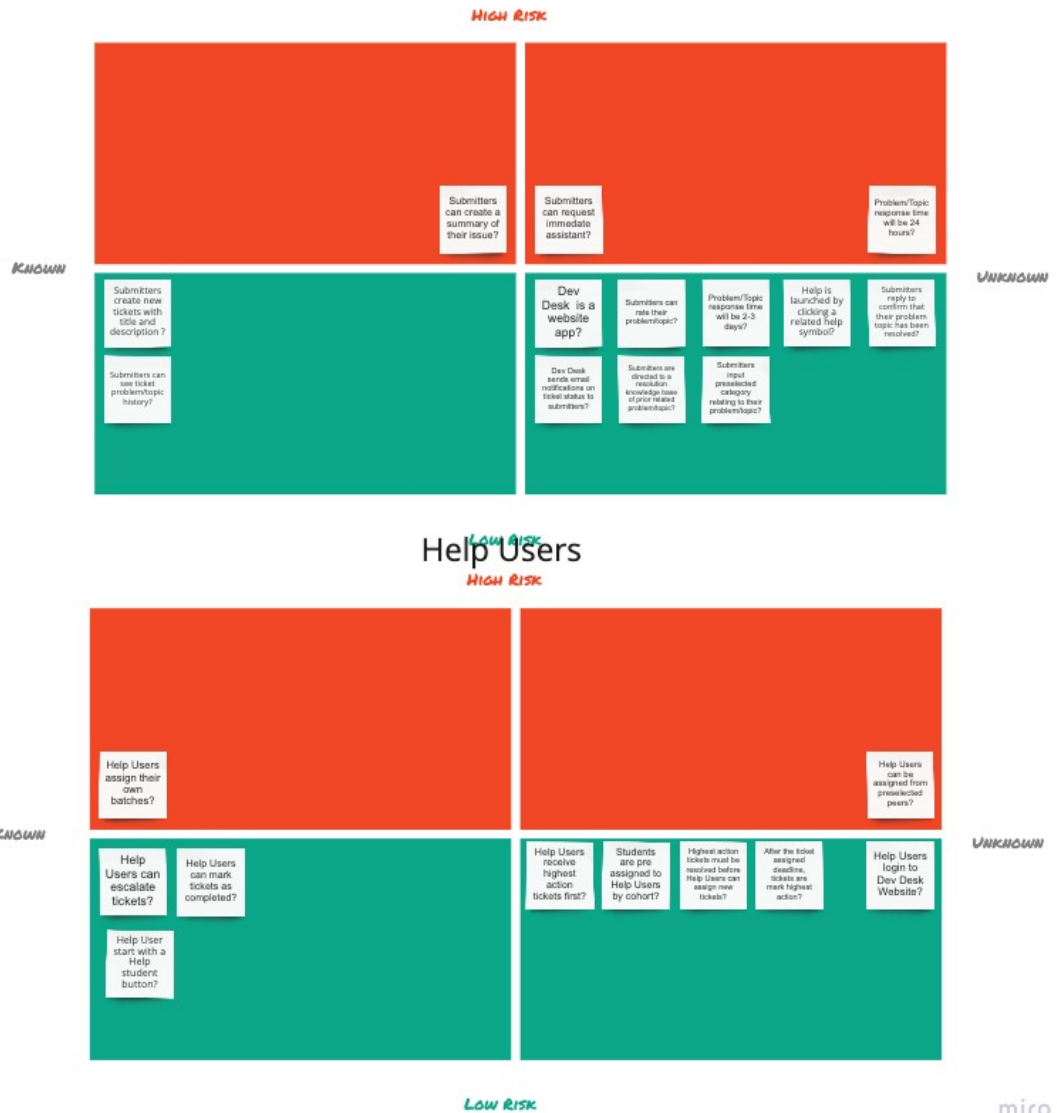 HIGH RISK
Submitters
can create a
summary of
their issue?
Submitters
can request
immedate
assistant?
Problem/Topic
response time
will be 24
hours?
KNOWN
UNKNOWN
Submitters
create new
tickets with
title and
description ?
Dev
Desk is a
website
app?
Submitters can
rate their
problem/topic?
Problem/Topic
response time
will be 2-3
days?
Help is
launched by
clicking a
related help
symbol?
Submitters
reply to
confirm that
their problem
topic has been
resolved?
Submitters can
see ticket
problem/topic
history?
Dev Desk
sends email
notifications on
ticket status to
submitters?
Submitters are
directed to a
resolution
knowledge base
of prior related
problem/topic?
Submitters
input
preselected
category
relating to their
problem/topic?
LOW RISK
Help Users
HIGH RISK
Help Users
assign their
own
batches?
Help Users
can be
assigned from
preselected
peers?
KNOWN
UNKNOWN
Help
Users can
escalate
tickets?
Help Users
can mark
tickets as
completed?
Help Users
receive
highest
action
tickets first?
Students
are pre
assigned to
Help Users
by cohort?
Highest action
tickets must be
resolved before
Help Users can
assign new
tickets?
After the ticket
assigned
deadline,
tickets are
mark highest
action?
Help Users
login to
Dev Desk
Website?
Help User
start with a
Help
student
button?
LOW RISK
miro